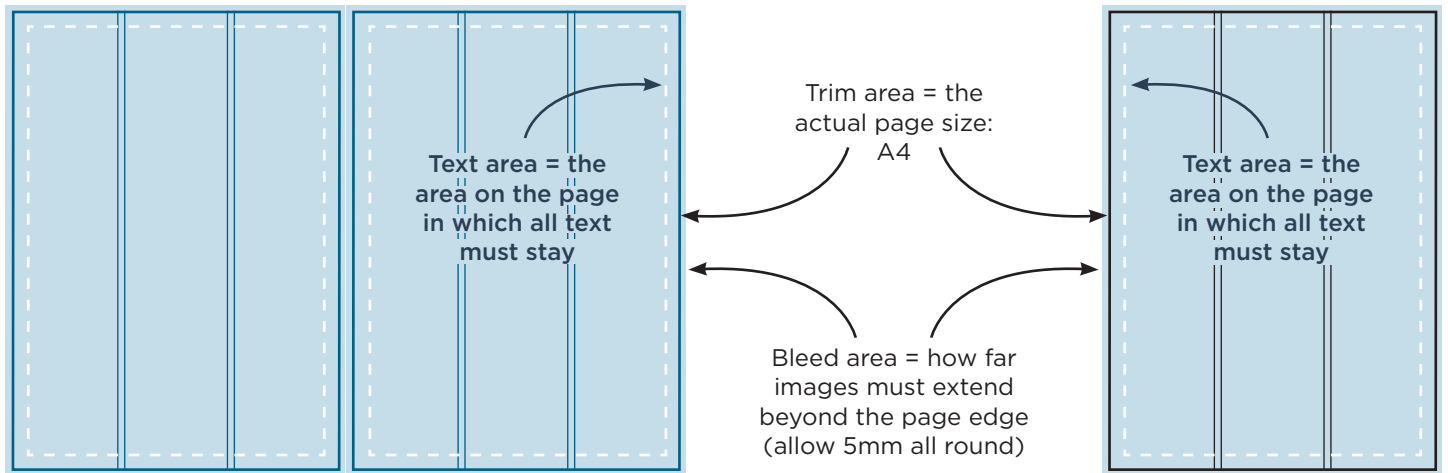 Text area = the
area on the page
in which all text
must stay
Trim area = the
actual page size:
A4
Bleed area = how far
images must extend
beyond the page edge
(allow 5mm all round)
Text area = the
area on the page
in which all text
must stay